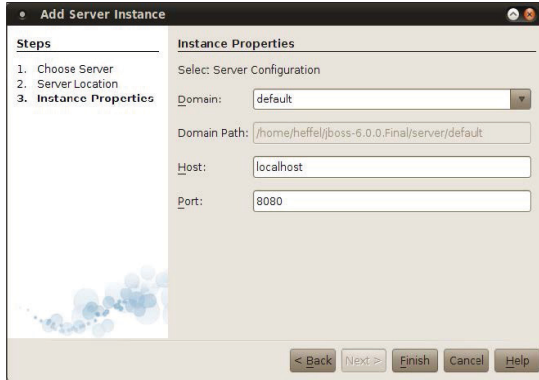 Add Server Instance
Steps
1. Choose Server
2. Server Location
3. Instance Properties
Instance Properties
Select Server Configuration
Domain: default
Domain Path: /home/heffel/jboss-6.0.0.Final/server/default
Host: localhost
Port: 8080
< Back Next > Finish Cancel Help